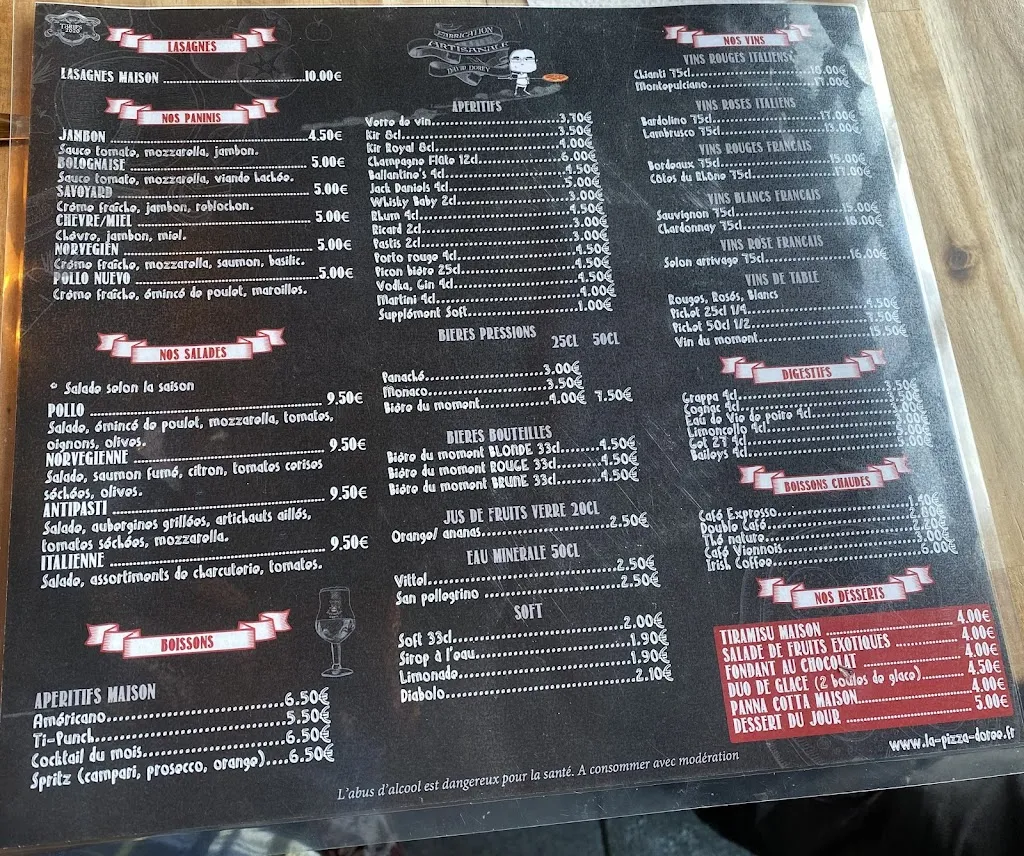 TARIFS
2020
LASAGNES
LASAGNES MAISON 10.00€
NOS PANINIS
JAMBON 4.50€
Sauce tomate, mozzarella, jambon.
BOLOGNAISE 5.00€
Sauce tomate, mozzarella, viande hachée.
SAVOYARD 5.00€
Crème fraîche, jambon, reblochon.
CHEVRE/MIEL 5.00€
Chèvre, jambon, miel.
NORVEGIEN 5.00€
Crème fraîche, mozzarella, saumon, basilic.
POLLO NUEVO 5.00€
Crème fraîche, émincé de poulet, maroilles.
NOS SALADES
* Salade selon la saison
POLLO 9.50€
Salade, émincé de poulet, mozzarella, tomates,
oignons, olives.
NORVEGIENNE 9.50€
Salade, saumon fumé, citron, tomates cerises
séchées, olives.
ANTIPASTI 9.50€
Salade, aubergines grillées, artichauts aillés,
tomates séchées, mozzarella.
ITALIENNE 9.50€
Salade, assortiments de charcuterie, tomates.
BOISSONS
APERITIFS MAISON
Américano 6.50€
Ti-Punch 5.50€
Cocktail du mois 6.50€
Spritz (campari, prosecco, orange) 6.50€
FABRICATION
ARTISANALE
DAVID DOREY
APERITIFS
Verre de vin 3.70€
Kir 8cl 3.50€
Kir Royal 8cl 4.00€
Champagne Flûte 12cl 6.00€
Ballantine's 4cl 4.50€
Jack Daniels 4cl 5.00€
Whisky Baby 2cl 3.00€
Rhum 4cl 4.50€
Ricard 2cl 3.00€
Pastis 2cl 3.00€
Porto rouge 4cl 4.50€
Picon bière 25cl 4.50€
Vodka, Gin 4cl 4.50€
Martini 4cl 4.00€
Supplément Soft 1.00€
BIERES PRESSIONS 25CL 50CL
Panaché 3.00€
Monaco 3.50€
Bière du moment 4.00€ 7.50€
BIERES BOUTEILLES
Bière du moment BLONDE 33cl 4.50€
Bière du moment ROUGE 33cl 4.50€
Bière du moment BRUNE 33cl 4.50€
JUS DE FRUITS VERRE 20CL
Orange/ ananas 2.50€
EAU MINERALE 50CL
Vittel 2.50€
San pellegrino 2.50€
SOFT
Soft 33cl 2.00€
Sirop à l'eau 1.90€
Limonade 1.90€
Diabolo 2.10€
NOS VINS
VINS ROUGES ITALIENS
Chianti 75cl 16.00€
Montepulciano 17.00€
VINS ROSES ITALIENS
Bardolino 75cl 17.00€
Lambrusco 75cl 13.00€
VINS ROUGES FRANCAIS
Bordeaux 75cl 15.00€
Côtes du Rhône 75cl 17.00€
VINS BLANCS FRANCAIS
Sauvignon 75cl 15.00€
Chardonnay 75cl 16.00€
VINS ROSE FRANCAIS
Selon arrivage 75cl 16.00€
VINS DE TABLE
Rouges, Rosés, Blancs
Pichet 25cl 1/4 4.50€
Pichet 50cl 1/2 7.50€
Vin du moment 15.50€
DIGESTIFS
Grappa 4cl 3.50€
Cognac 4cl
Eau de Vie de poire 4cl
Limoncello 4cl
Get 27 4cl
Baileys 4cl
BOISSONS CHAUDES
Café Expresso 1.40€
Double Café
Thé nature 2.20€
Café Viennois 3.00€
Irish Coffee 6.00€
NOS DESSERTS
TIRAMISU MAISON 4.00€
SALADE DE FRUITS EXOTIQUES 4.00€
FONDANT AU CHOCOLAT 4.00€
DUO DE GLACE (2 boules de glace) 4.50€
PANNA COTTA MAISON 4.00€
DESSERT DU JOUR 5.00€
www.la-pizza-doree.fr
L'abus d'alcool est dangereux pour la santé. A consommer avec modération